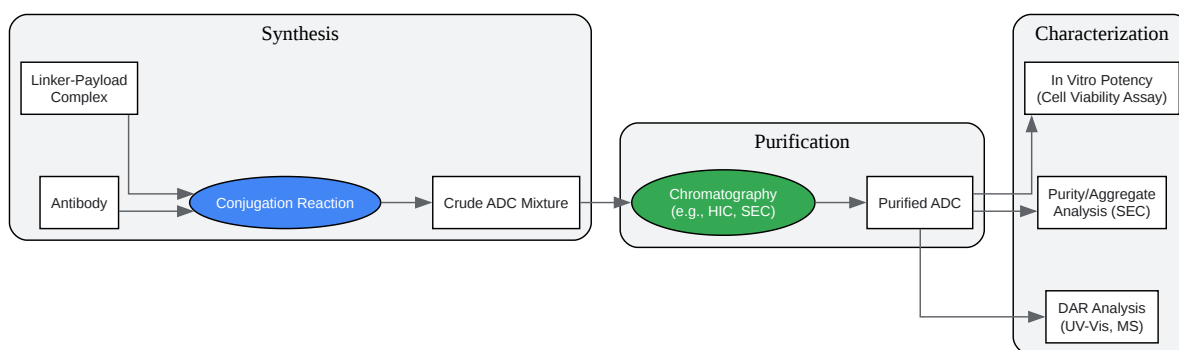 Synthesis
Linker-Payload
Complex
Antibody
Conjugation Reaction
Crude ADC Mixture
Purification
Chromatography
(e.g., HIC, SEC)
Purified ADC
Characterization
In Vitro Potency
(Cell Viability Assay)
Purity/Aggregate
Analysis (SEC)
DAR Analysis
(UV-Vis, MS)